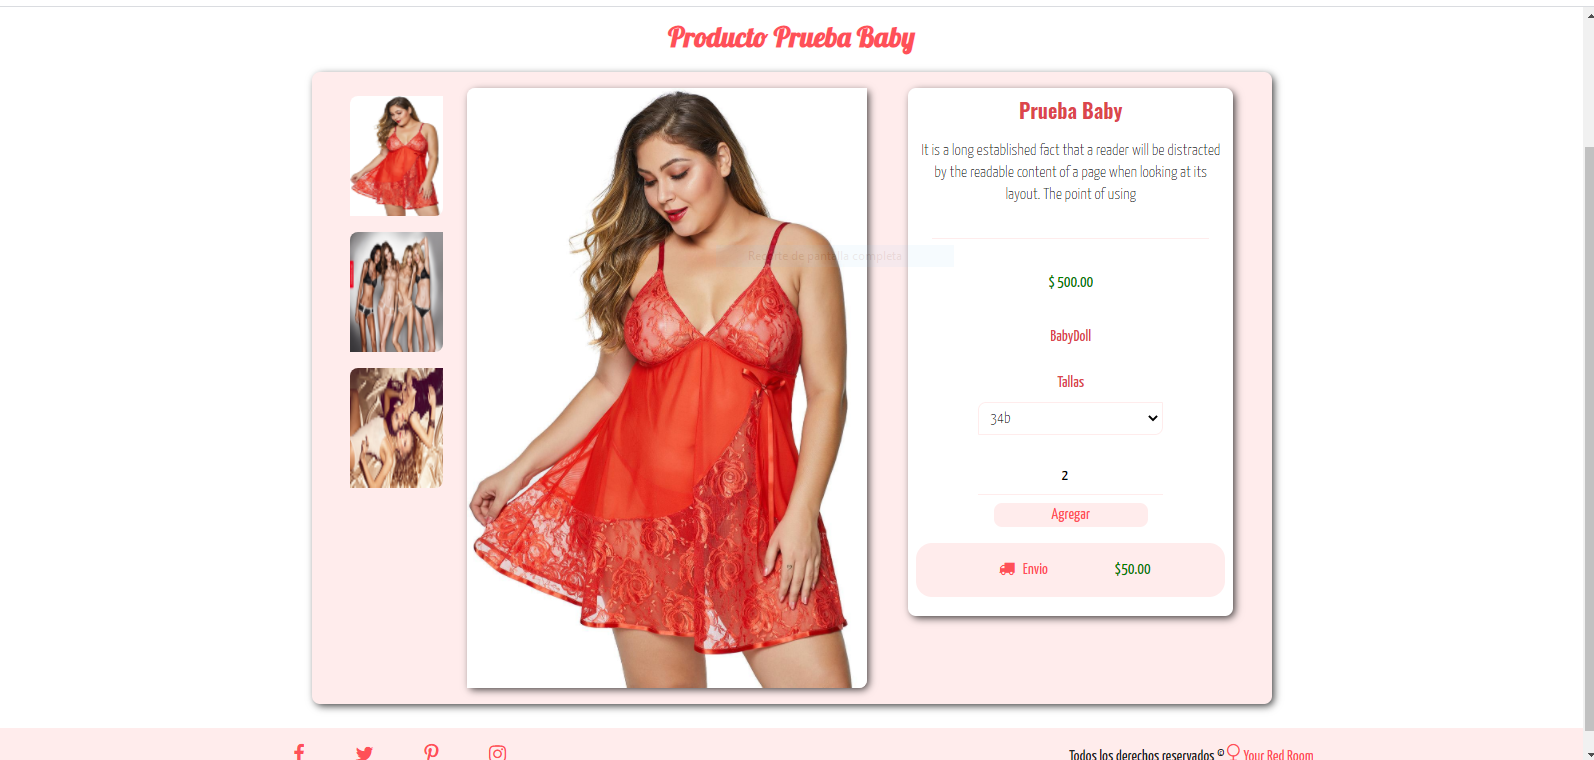 Producto Prueba Baby
Prueba Baby
It is a long established fact that a reader will be distracted
by the readable content of a page when looking at its
layout. The point of using
Recorte de pantalla completa
$ 500.00
BabyDoll
Tallas
34b
2
Agregar
Envio $50.00
Todos los derechos reservados © Your Red Room